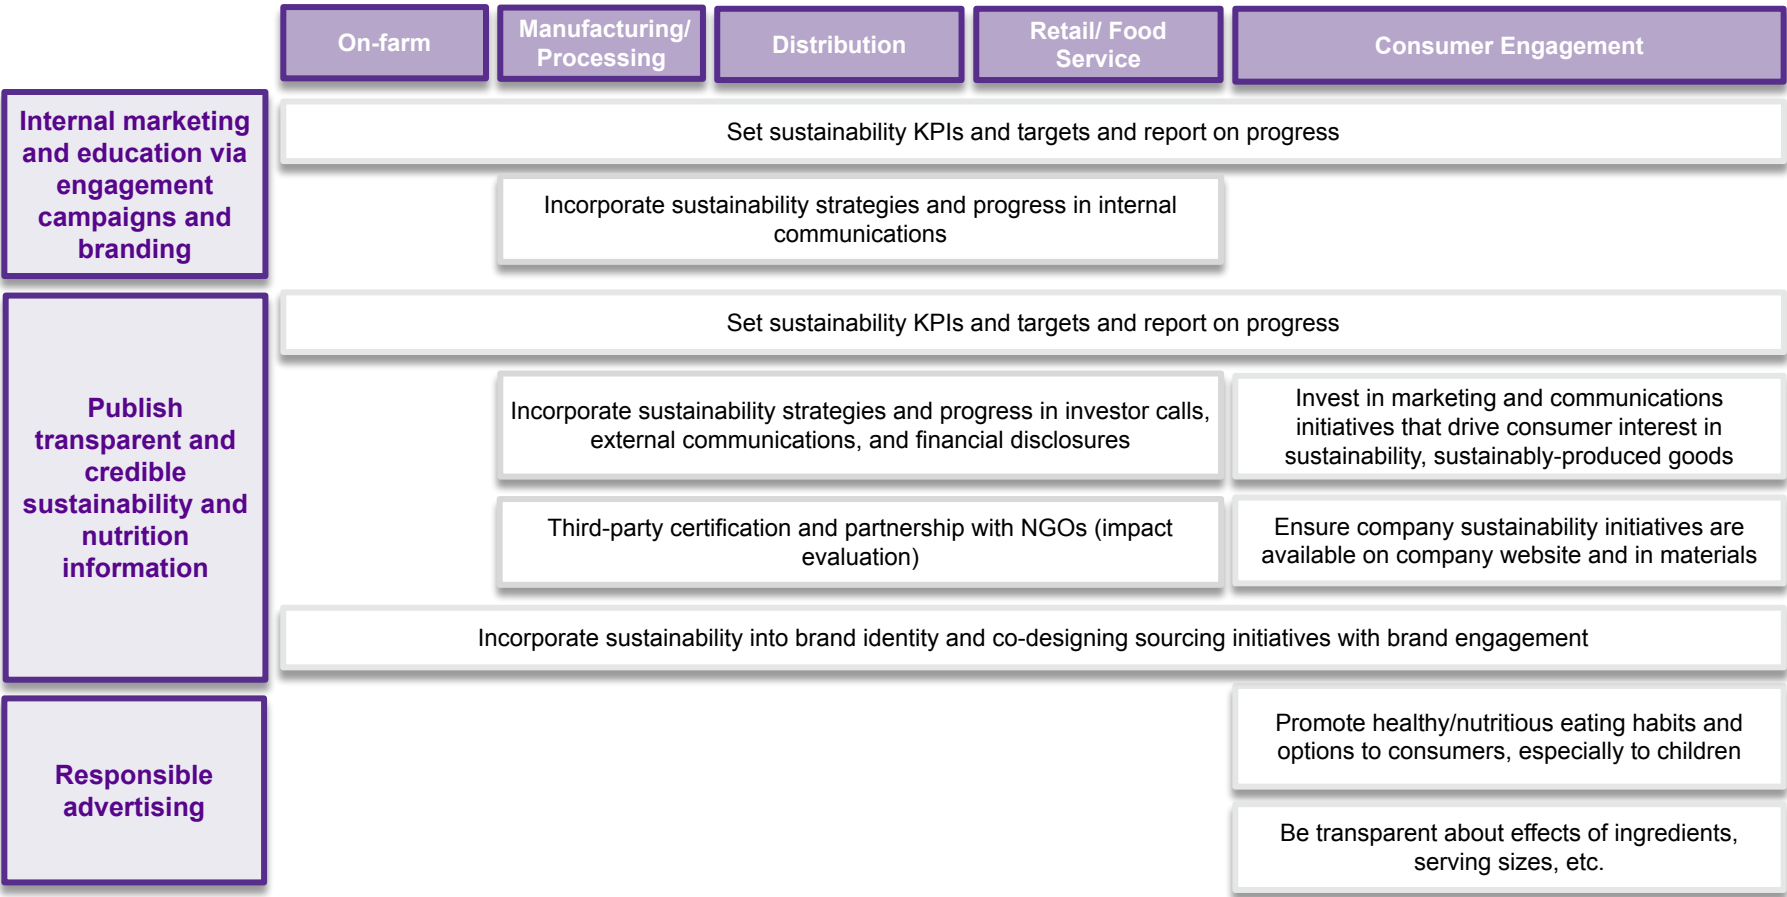 On-farm
Manufacturing/
Processing
Distribution
Retail/ Food
Service
Consumer Engagement
Internal marketing
and education via
engagement
campaigns and
branding
Set sustainability KPIs and targets and report on progress
Incorporate sustainability strategies and progress in internal
communications
Publish
transparent and
credible
sustainability and
nutrition
information
Set sustainability KPIs and targets and report on progress
Incorporate sustainability strategies and progress in investor calls,
external communications, and financial disclosures
Invest in marketing and communications
initiatives that drive consumer interest in
sustainability, sustainably-produced goods
Third-party certification and partnership with NGOs (impact
evaluation)
Ensure company sustainability initiatives are
available on company website and in materials
Incorporate sustainability into brand identity and co-designing sourcing initiatives with brand engagement
Responsible
advertising
Promote healthy/nutritious eating habits and
options to consumers, especially to children
Be transparent about effects of ingredients,
serving sizes, etc.